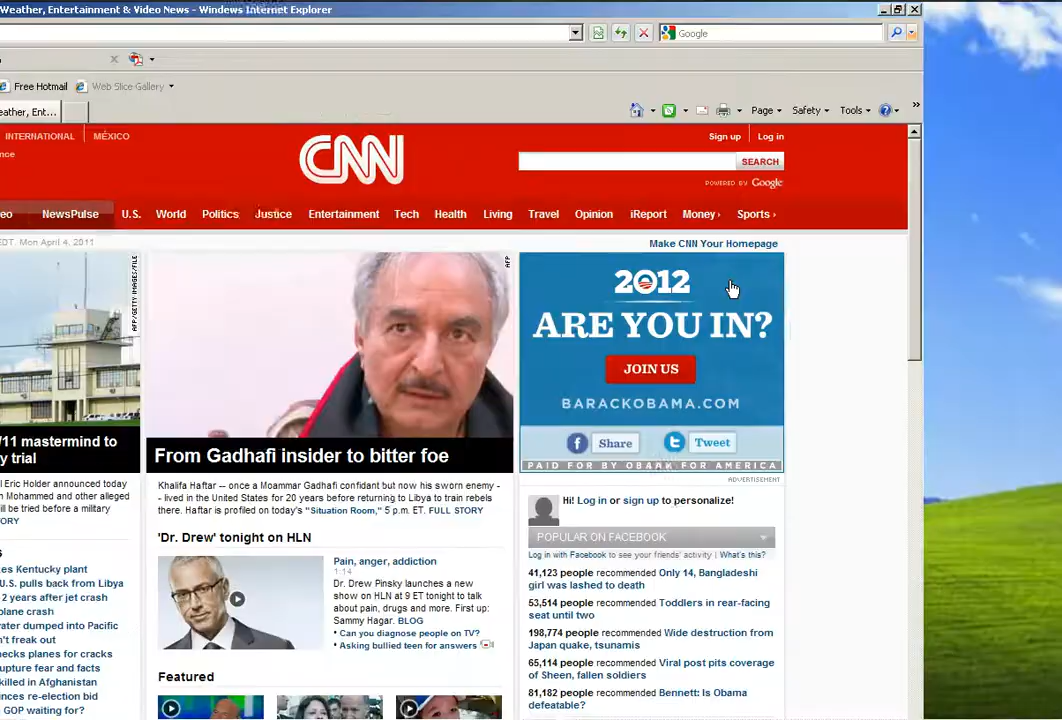 Weather, Entertainment & Video News - Windows Internet Explorer
Google
Free Hotmail Web Slice Gallery
eather, Ent...
Page Safety Tools »
INTERNATIONAL MÉXICO
Sign up Log in
nce
CNN
SEARCH
POWERED BY Google
eo NewsPulse U.S. World Politics Justice Entertainment Tech Health Living Travel Opinion iReport Money Sports
EDT. Mon April 4, 2011
Make CNN Your Homepage
AFP/GETTY IMAGES/FILE
AFP
2012
ARE YOU IN?
JOIN US
BARACKOBAMA.COM
Share Tweet
PAID FOR BY OBAMA FOR AMERICA
ADVERTISEMENT
/11 mastermind to
y trial
From Gadhafi insider to bitter foe
l Eric Holder announced today
Mohammed and other alleged
l be tried before a military
ORY
Khalifa Haftar -- once a Moammar Gadhafi confidant but now his sworn enemy -
- lived in the United States for 20 years before returning to Libya to train rebels
there. Haftar is profiled on today's "Situation Room," 5 p.m. ET. FULL STORY
Hi! Log in or sign up to personalize!
POPULAR ON FACEBOOK
Log in with Facebook to see your friends' activity | What's this?
s
es Kentucky plant
U.S. pulls back from Libya
2 years after jet crash
plane crash
ater dumped into Pacific
n't freak out
hecks planes for cracks
upture fear and facts
killed in Afghanistan
nces re-election bid
GOP waiting for?
'Dr. Drew' tonight on HLN
Pain, anger, addiction
1:14
Dr. Drew Pinsky launches a new
show on HLN at 9 ET tonight to talk
about pain, drugs and more. First up:
Sammy Hagar. BLOG
• Can you diagnose people on TV?
• Asking bullied teen for answers
Featured
41,123 people recommended Only 14, Bangladeshi
girl was lashed to death
53,514 people recommended Toddlers in rear-facing
seat until two
198,774 people recommended Wide destruction from
Japan quake, tsunamis
65,114 people recommended Viral post pits coverage
of Sheen, fallen soldiers
81,182 people recommended Bennett: Is Obama
defeatable?